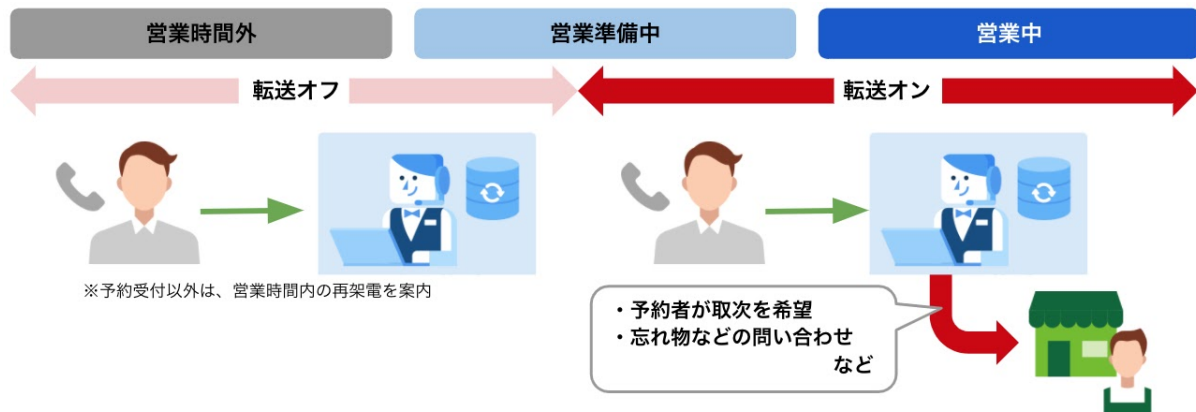 営業時間外
営業準備中
営業中
転送オフ
転送オン
※予約受付以外は、営業時間内の再架電を案内
・予約者が取次を希望
・忘れ物などの問い合わせ
など